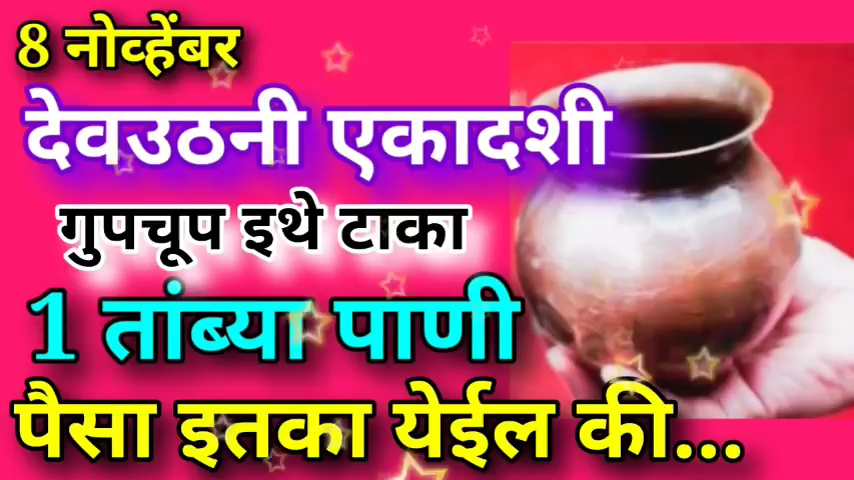 8 नोव्हेंबर
देवउठनी एकादशी
गुपचूप इथे टाका
1 तांब्या पाणी
पैसा इतका येईल की...